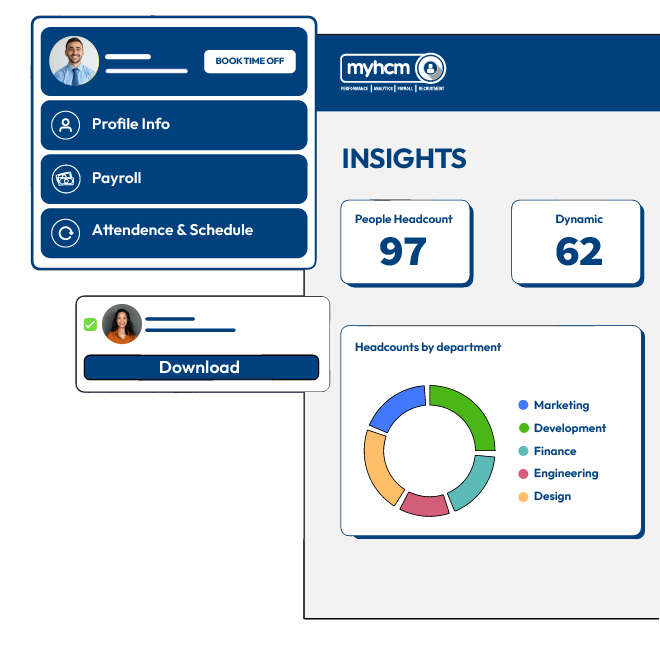 BOOK TIME OFF
Profile Info
Payroll
Attendence & Schedule
Download
myhcm
PERFORMANCE | ANALYTICS | PAYROLL | RECRUITMENT
INSIGHTS
People Headcount
97
Dynamic
62
Headcounts by department
Marketing
Development
Finance
Engineering
Design